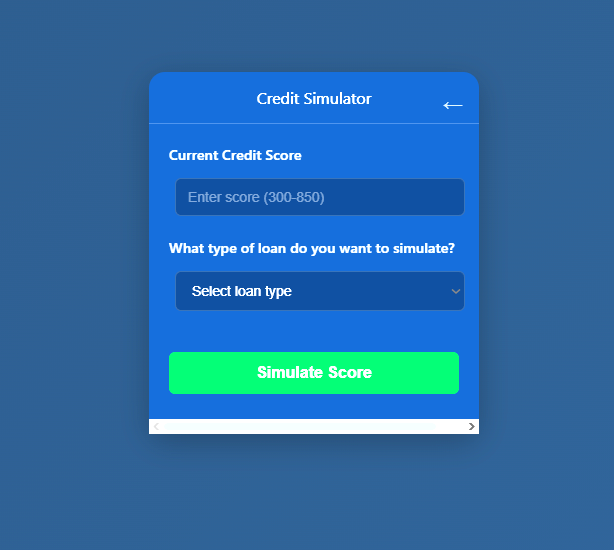 Credit Simulator
Current Credit Score
Enter score (300-850)
What type of loan do you want to simulate?
Select loan type
Simulate Score